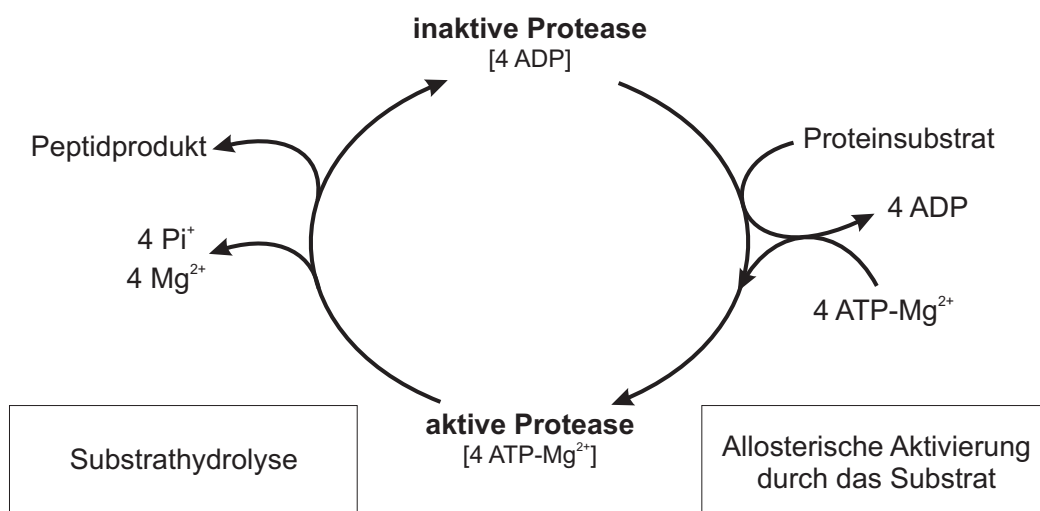 inaktive Protease
[4 ADP]
Peptidprodukt
Proteinsubstrat
4 ADP
4 Pi⁺
4 Mg²⁺
4 ATP-Mg²⁺
aktive Protease
[4 ATP-Mg²⁺]
Substrathydrolyse
Allosterische Aktivierung
durch das Substrat